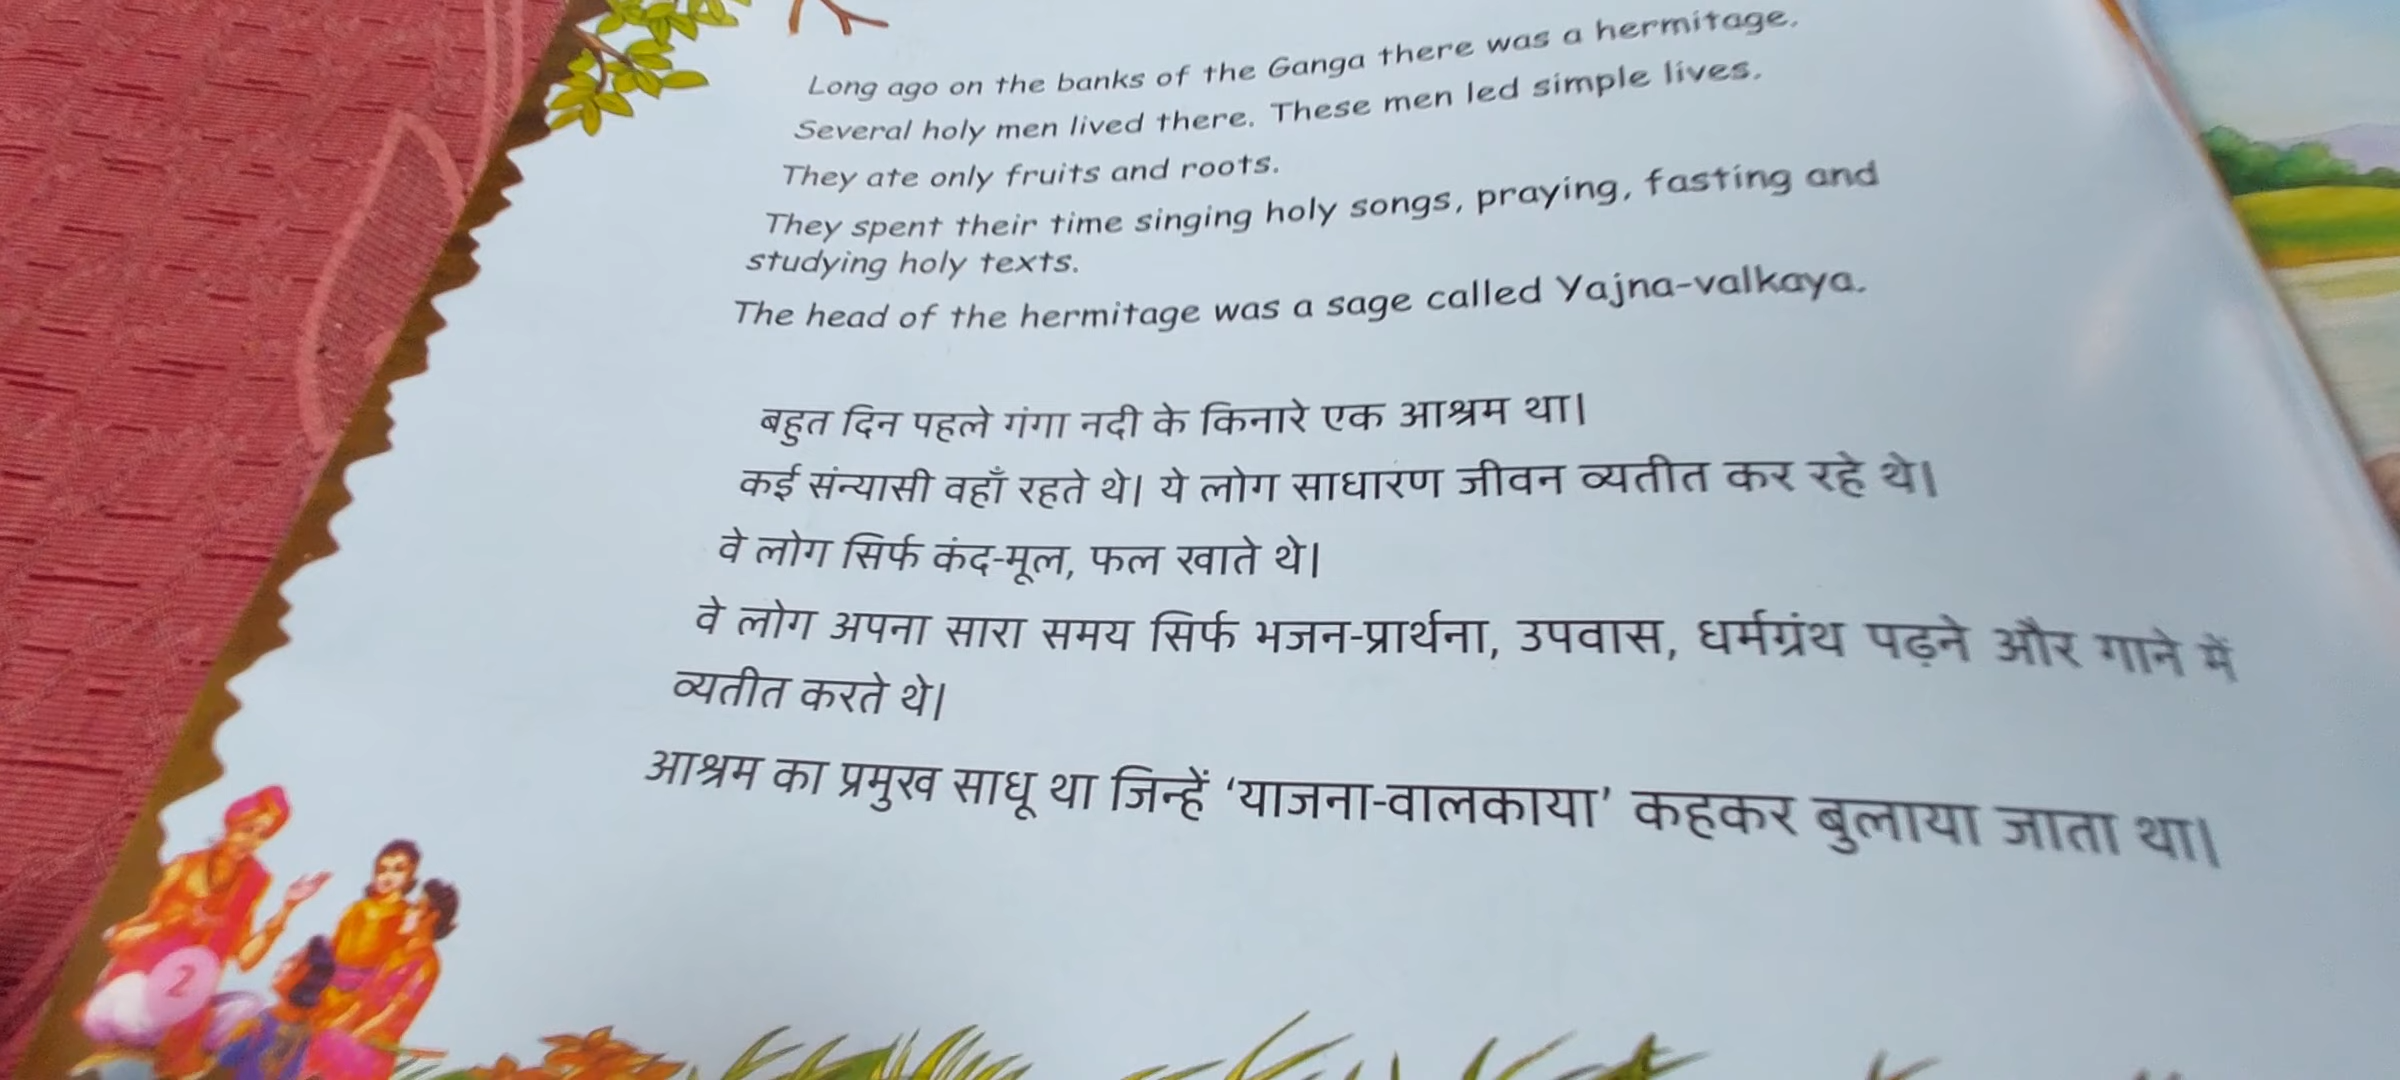 Long ago on the banks of the Ganga there was a hermitage.
Several holy men lived there. These men led simple lives.
They ate only fruits and roots.
They spent their time singing holy songs, praying, fasting and
studying holy texts.
The head of the hermitage was a sage called Yajna-valkaya.
बहुत दिन पहले गंगा नदी के किनारे एक आश्रम था।
कई संन्यासी वहाँ रहते थे। ये लोग साधारण जीवन व्यतीत कर रहे थे।
वे लोग सिर्फ कंद-मूल, फल खाते थे।
वे लोग अपना सारा समय सिर्फ भजन-प्रार्थना, उपवास, धर्मग्रंथ पढ़ने और गाने में
व्यतीत करते थे।
आश्रम का प्रमुख साधू था जिन्हें ‘याजना-वालकाया’ कहकर बुलाया जाता था।
2